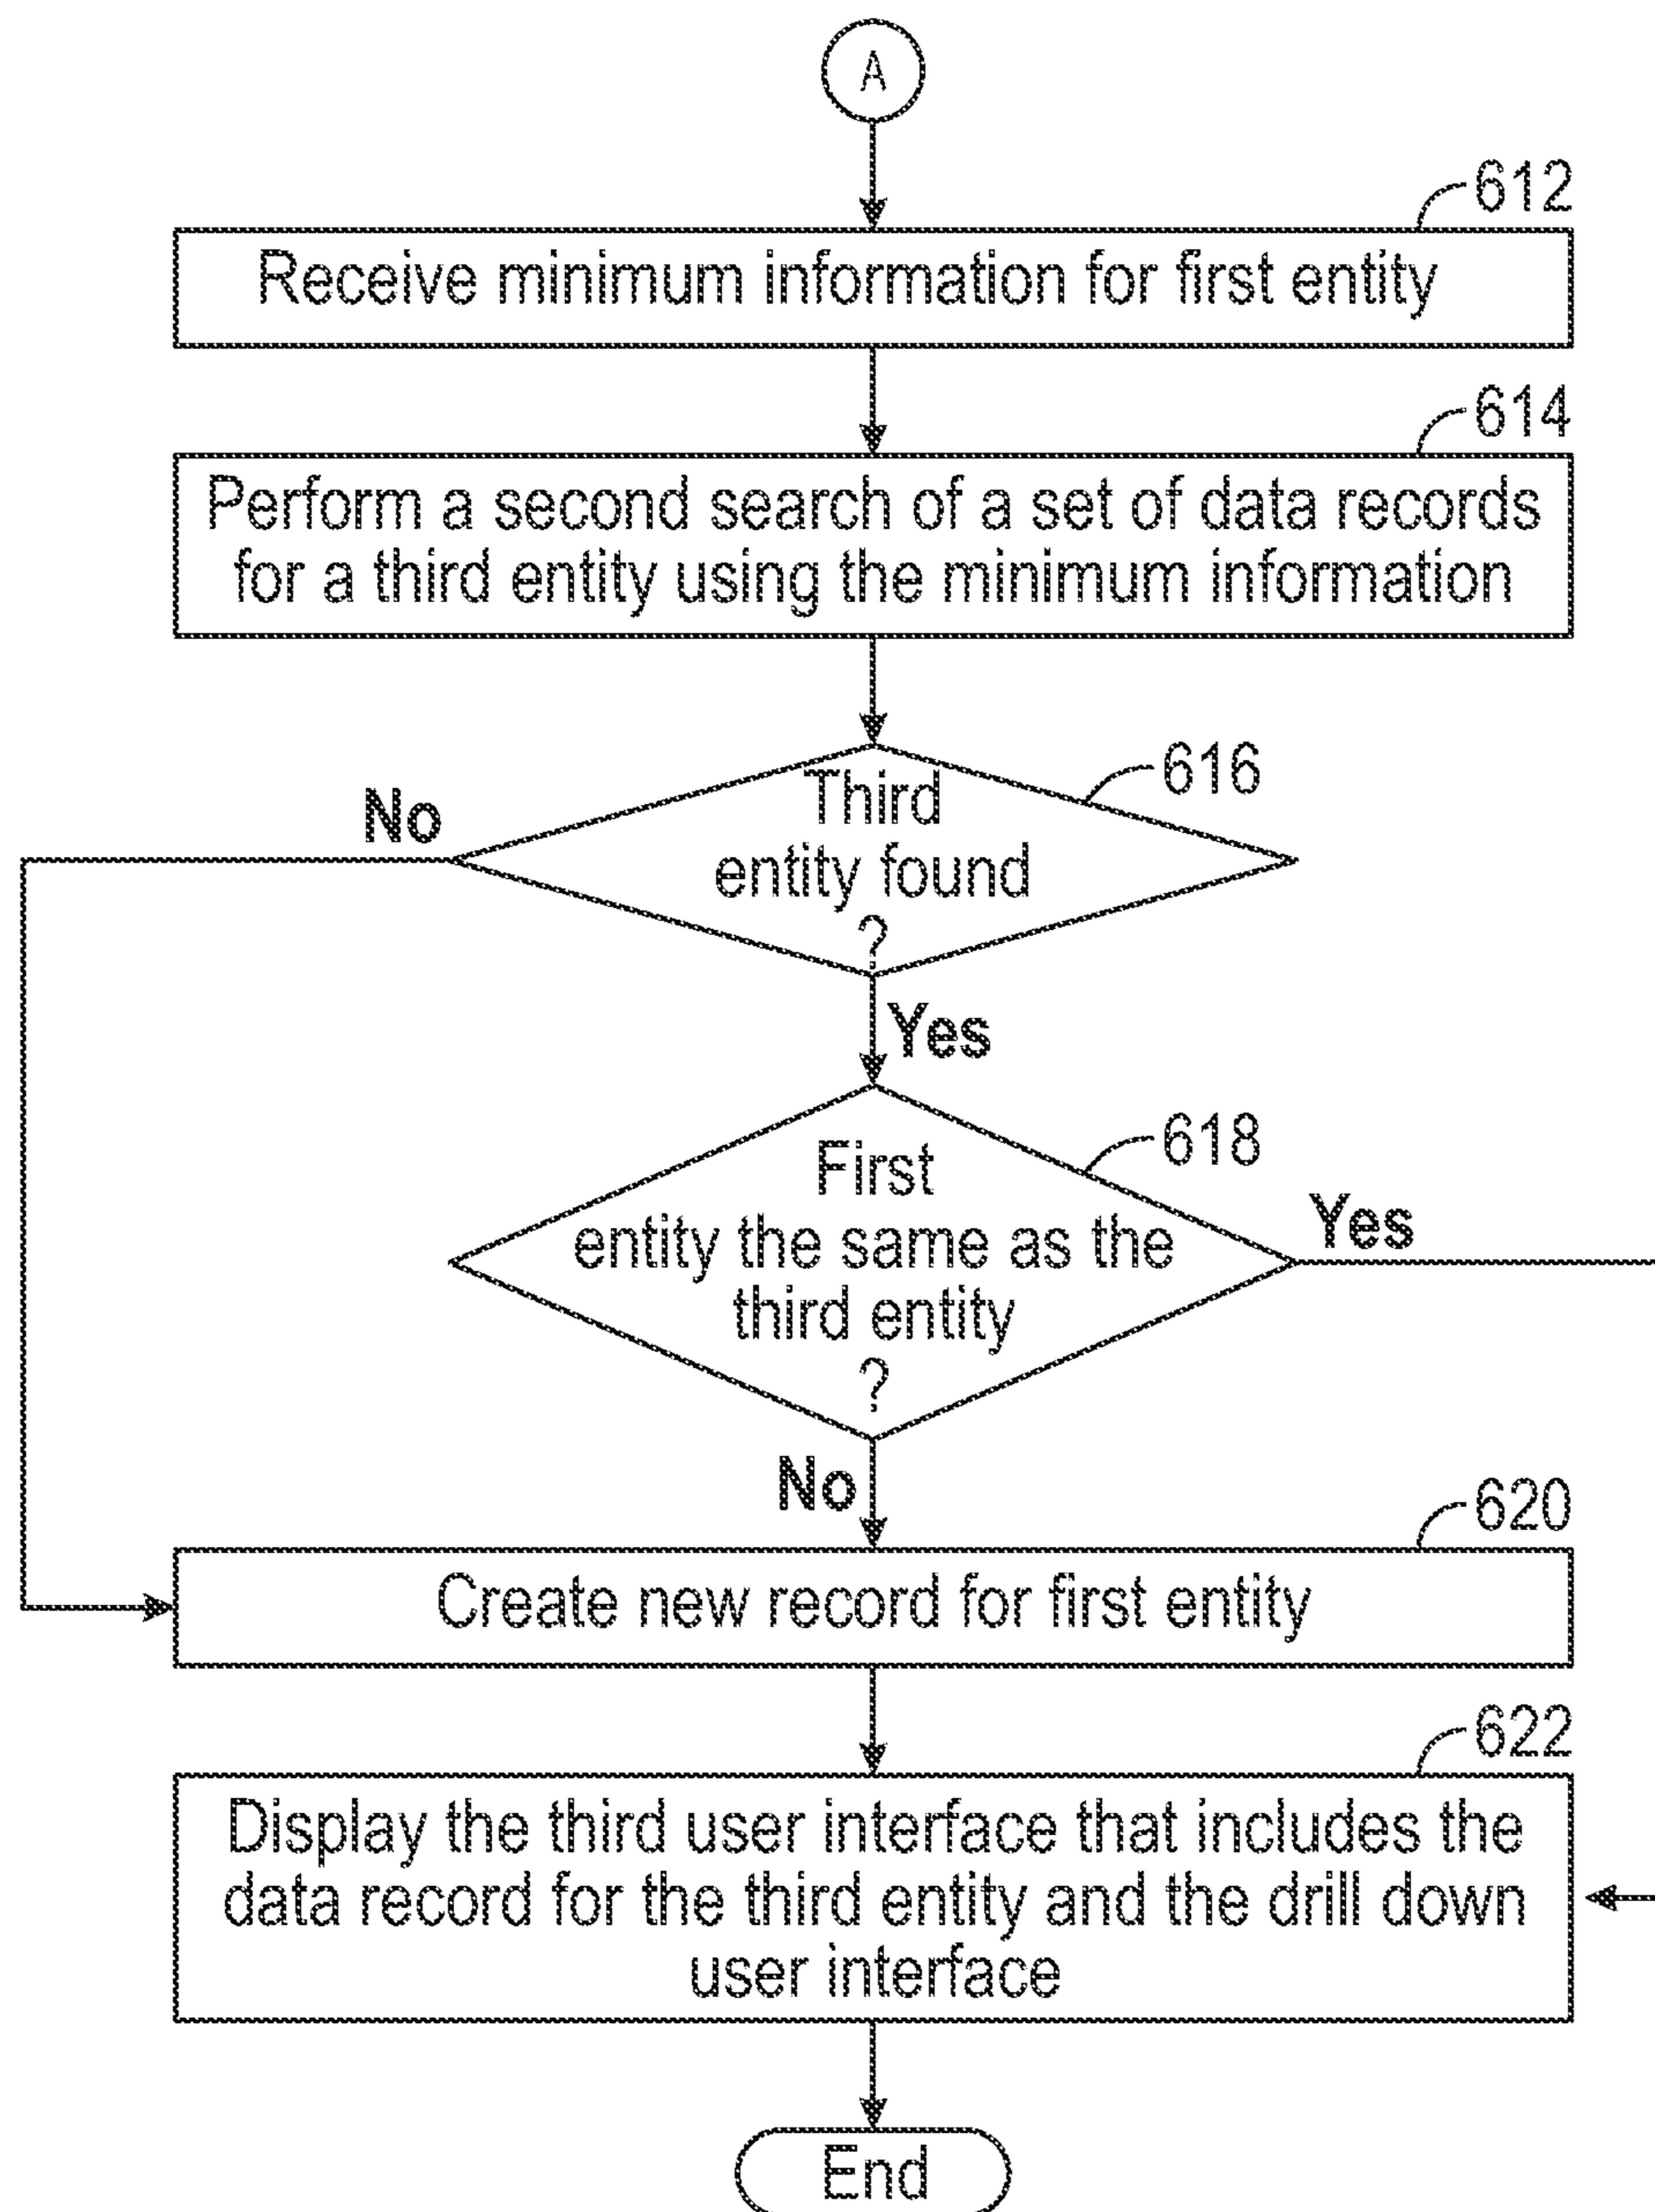 A
612
Receive minimum information for first entity
614
Perform a second search of a set of data records
for a third entity using the minimum information
616
Third
entity found
?
No
Yes
618
First
entity the same as the
third entity
?
Yes
No
620
Create new record for first entity
622
Display the third user interface that includes the
data record for the third entity and the drill down
user interface
End